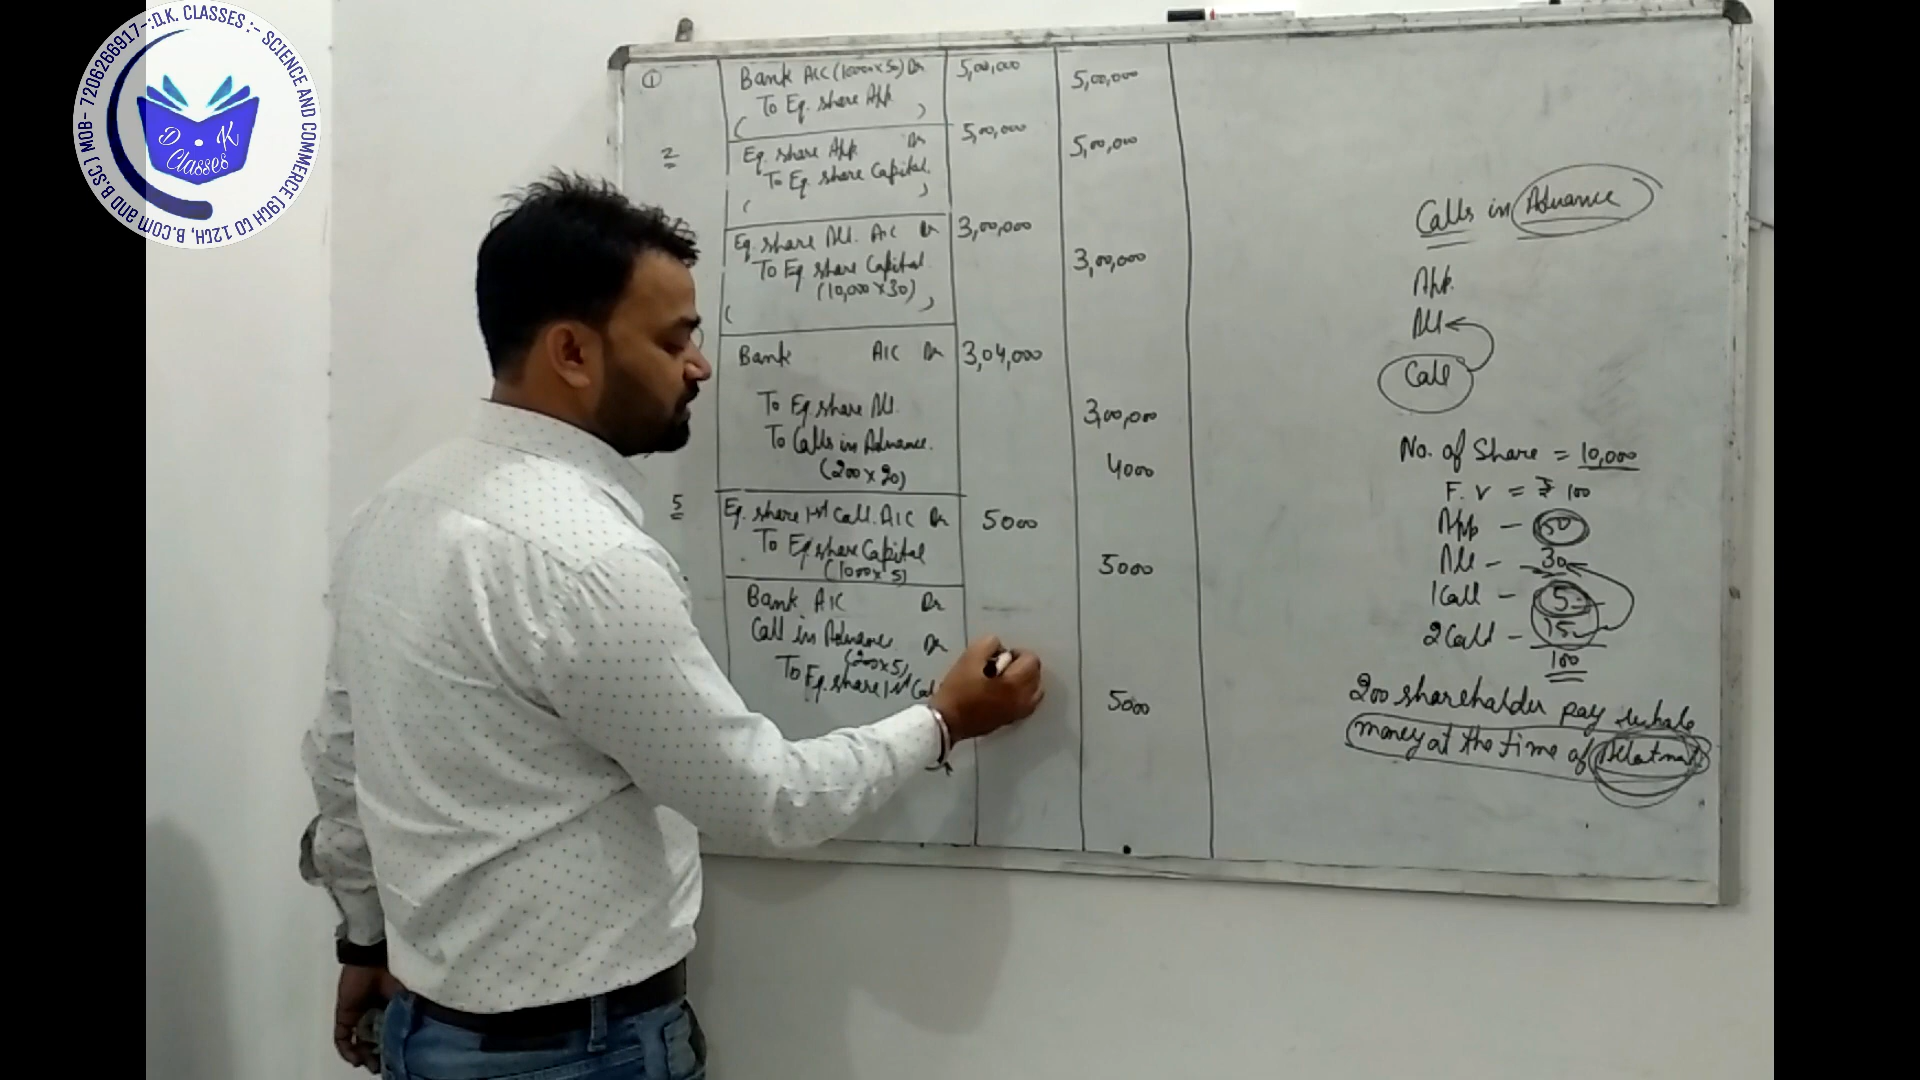 :D.K. CLASSES :- SCIENCE AND COMMERCE (9th to 12th, B.com and B.SC.) MOB- 7206266917-
D.K
Classes
1 Bank A/C (10000x50) Dr 5,00,000
To Eq. share App 5,00,000
( )
2 Eq. share App Dr 5,00,000
To Eq. share Capital. 5,00,000
( )
Eq. share All. A/C Dr 3,00,000
To Eq. share Capital 3,00,000
(10,000 x 30)
( )
Bank A/C Dr 3,04,000
To Eq. share All. 3,00,000
To Calls in Advance. 4000
(200 x 20)
5 Eq. share 1st Call. A/C Dr 5000
To Eq share Capital 5000
(1000x 5)
Bank A/C Dr
Call in Advance Dr
(200x5)
To Eq. share 1st Cal 5000
Calls in Advance
App.
All
Call
No. of Share = 10,000
F.V = ₹ 100
App - 50
All - 30
1 Call - 5
2 Call - 15
100
200 shareholder pay whole
money at the time of Allotment